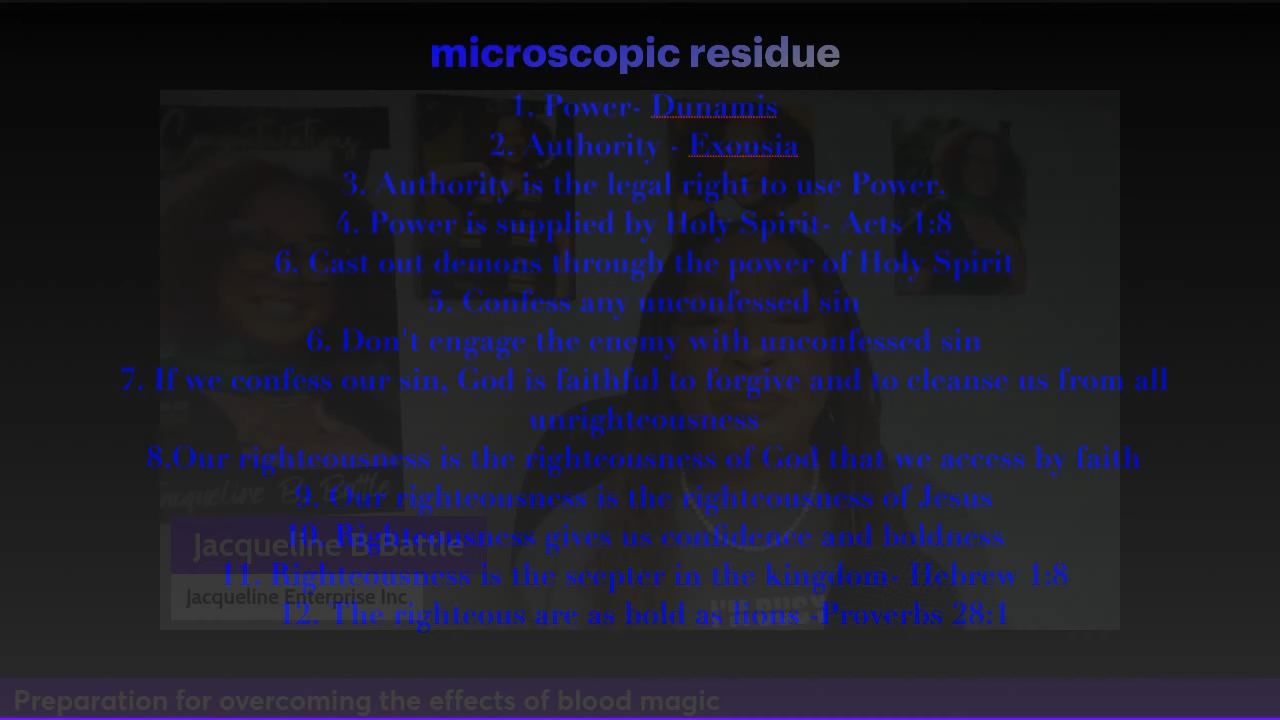 microscopic residue
1. Power- Dunamis
2. Authority - Exousia
3. Authority is the legal right to use Power.
4. Power is supplied by Holy Spirit- Acts 1:8
6. Cast out demons through the power of Holy Spirit
5. Confess any unconfessed sin
6. Don't engage the enemy with unconfessed sin
7. If we confess our sin, God is faithful to forgive and to cleanse us from all
unrighteousness
8.Our righteousness is the righteousness of God that we access by faith
9. Our righteousness is the righteousness of Jesus
10. Righteousness gives us confidence and boldness
11. Righteousness is the scepter in the kingdom- Hebrew 1:8
12. The righteous are as bold as lions -Proverbs 28:1
Congratulations
Jacqueline B. Battle
Jacqueline B Battle
Jacqueline Enterprise Inc
Preparation for overcoming the effects of blood magic